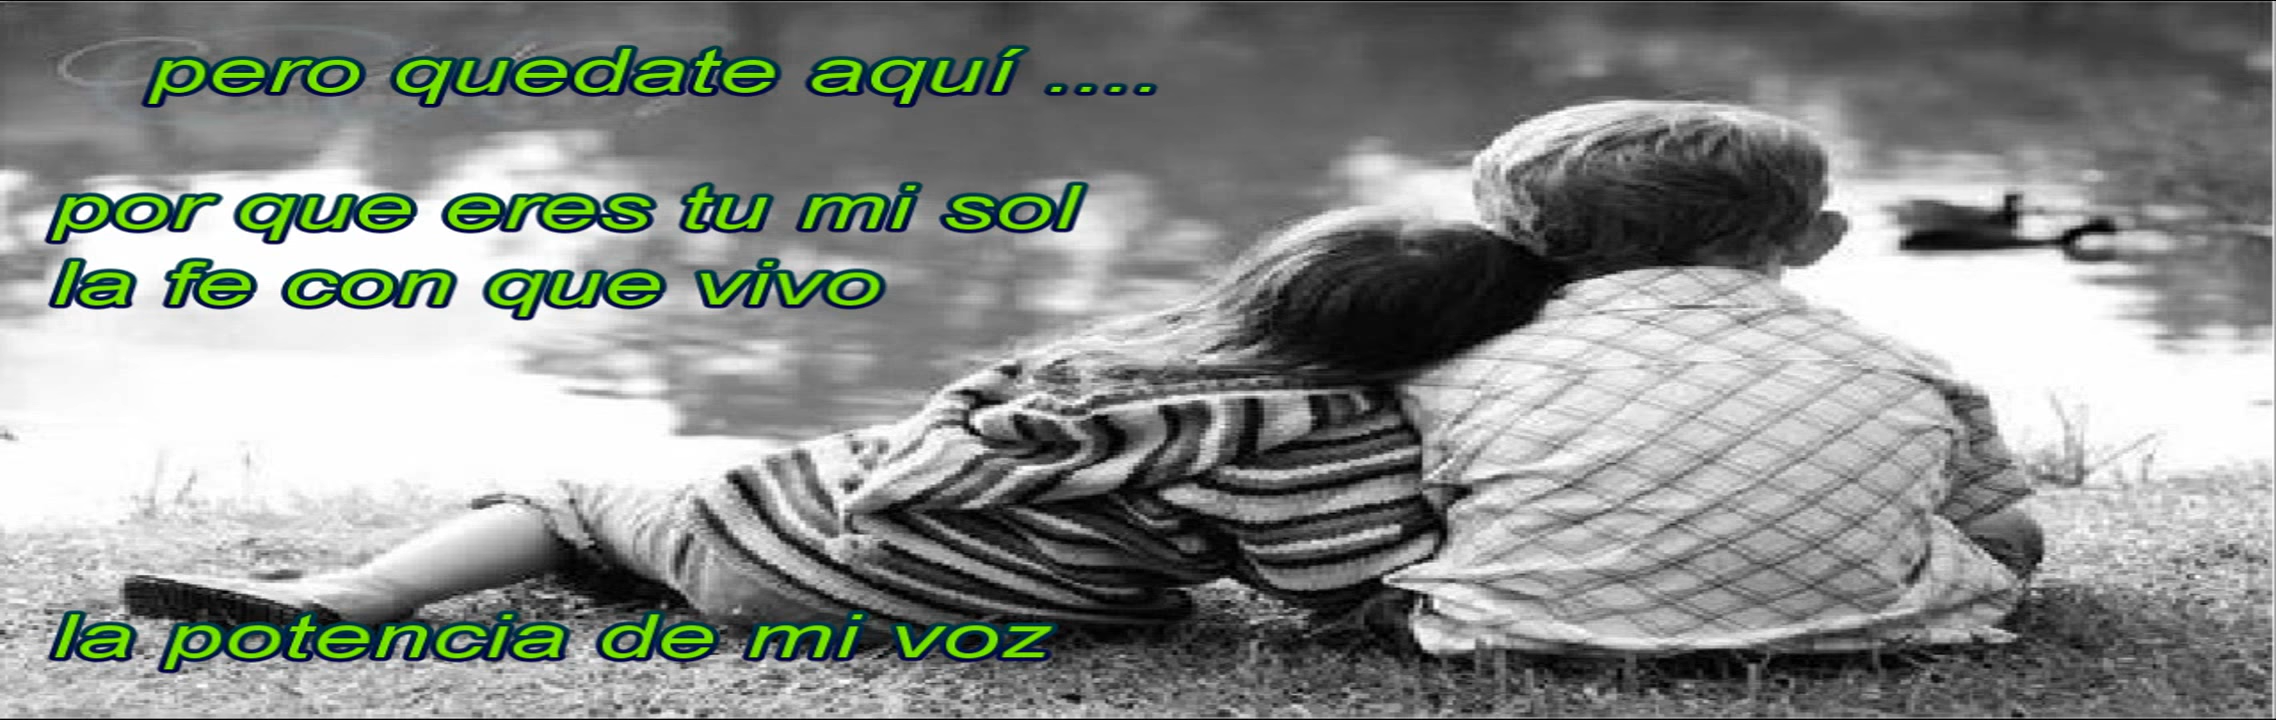 pero quedate aquí ....
por que eres tu mi sol
la fe con que vivo
la potencia de mi voz